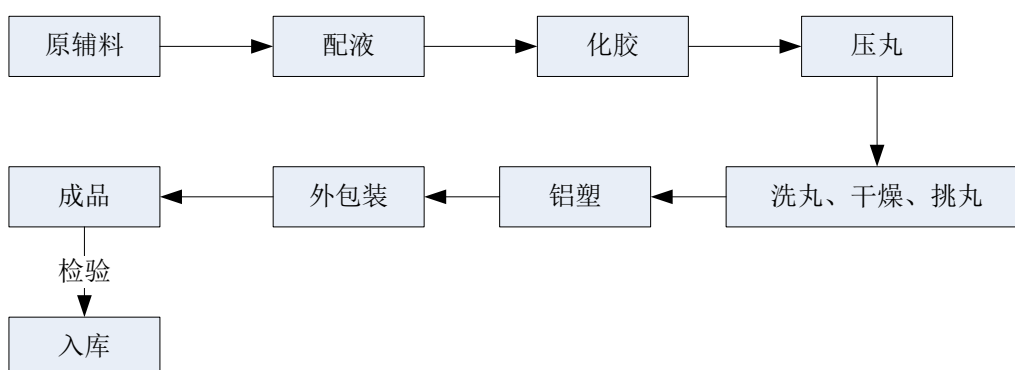 原辅料
配液
化胶
压丸
洗丸、干燥、挑丸
铝塑
外包装
成品
检验
入库